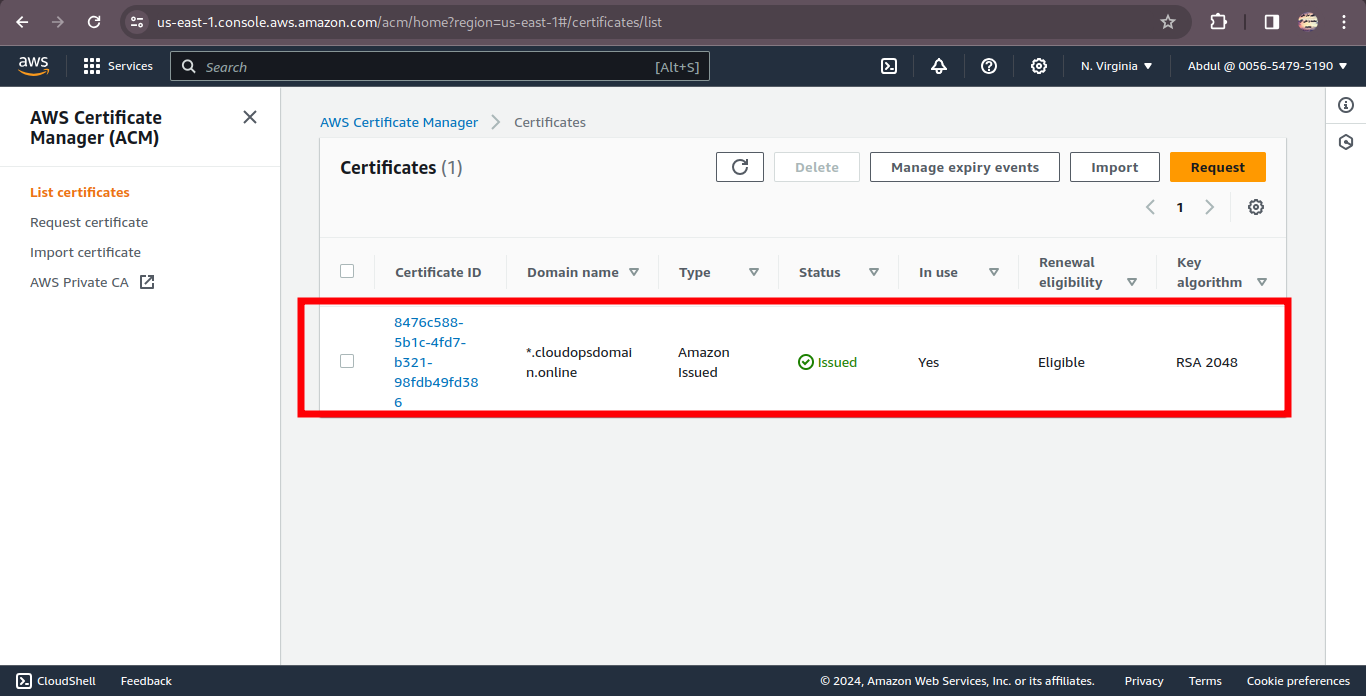 us-east-1.console.aws.amazon.com/acm/home?region=us-east-1#/certificates/list
aws
Services
Search
[Alt+S]
N. Virginia
Abdul @ 0056-5479-5190
AWS Certificate
Manager (ACM)
List certificates
Request certificate
Import certificate
AWS Private CA
AWS Certificate Manager
Certificates
Certificates (1)
Delete
Manage expiry events
Import
Request
1
Certificate ID
Domain name
Type
Status
In use
Renewal
eligibility
Key
algorithm
8476c588-
5b1c-4fd7-
b321-
98fdb49fd38
6
*.cloudopsdomai
n.online
Amazon
Issued
Issued
Yes
Eligible
RSA 2048
CloudShell
Feedback
© 2024, Amazon Web Services, Inc. or its affiliates.
Privacy
Terms
Cookie preferences